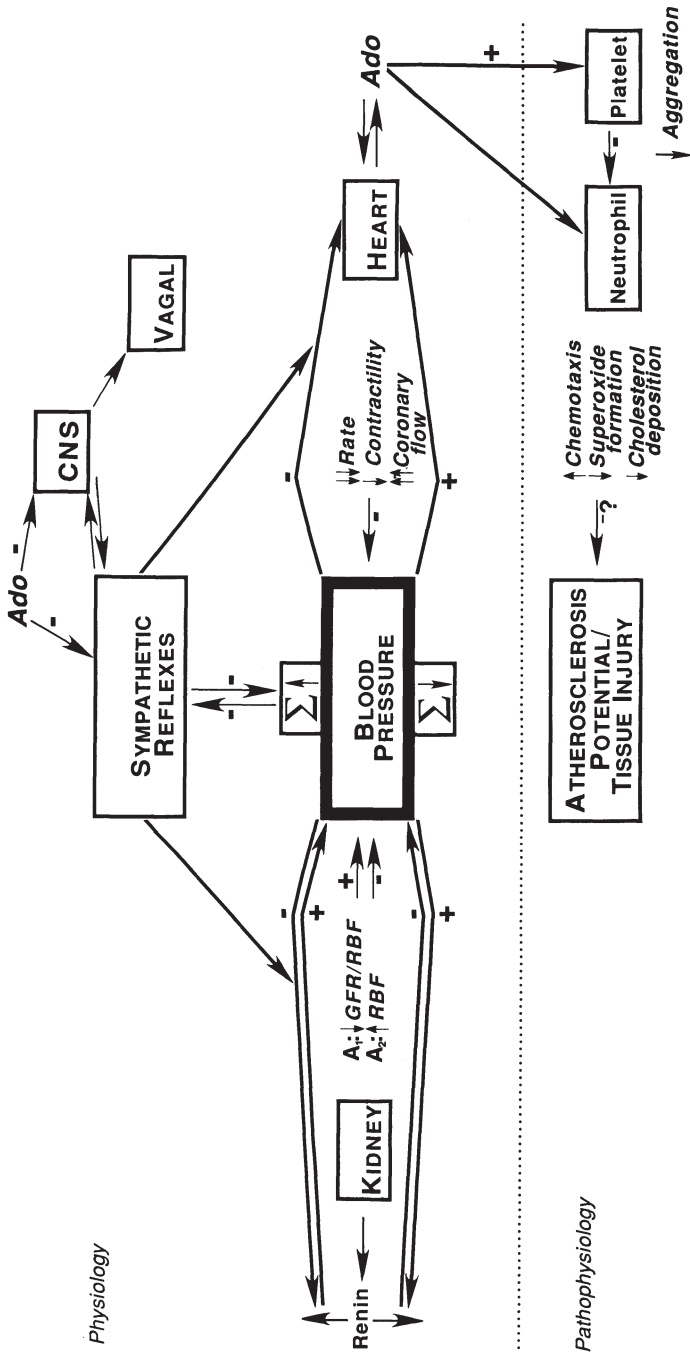 Physiology
Ado
-
-
CNS
VAGAL
SYMPATHETIC
REFLEXES
-
-
Σ
BLOOD
PRESSURE
Σ
-
+
-
+
Renin
KIDNEY
A₁: ↓ GFR/RBF
A₂: ↑ RBF
+
-
-
↓↓ Rate
↓ Contractility
↑↑ Coronary
flow
-
+
HEART
Ado
+
Pathophysiology
ATHEROSCLEROSIS
POTENTIAL/
TISSUE INJURY
-?
↑ Chemotaxis
↓ Superoxide
formation
↓ Cholesterol
deposition
Neutrophil
-
Platelet
↓ Aggregation